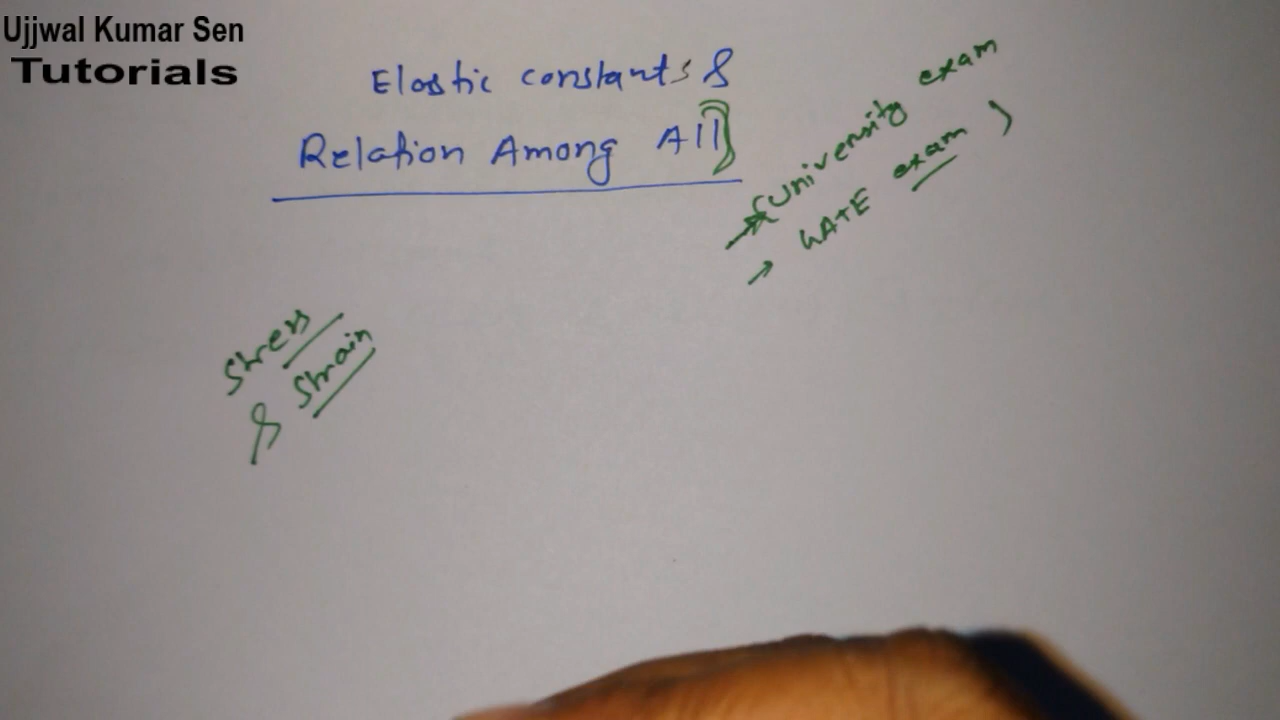 Ujjwal Kumar Sen
Tutorials
Elastic constants &
Relation Among All
→ (University exam
→ GATE exam )
Stress
& Strain